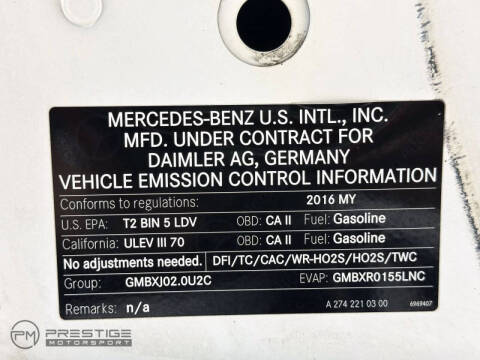 MERCEDES-BENZ U.S. INTL., INC.
MFD. UNDER CONTRACT FOR
DAIMLER AG, GERMANY
VEHICLE EMISSION CONTROL INFORMATION
Conforms to regulations: 2016 MY
U.S. EPA: T2 BIN 5 LDV OBD: CA II Fuel: Gasoline
California: ULEV III 70 OBD: CA II Fuel: Gasoline
No adjustments needed. DFI/TC/CAC/WR-HO2S/HO2S/TWC
Group: GMBXJ02.0U2C EVAP: GMBXR0155LNC
Remarks: n/a A 274 221 03 00 6969407
PM PRESTIGE
MOTORSPORT